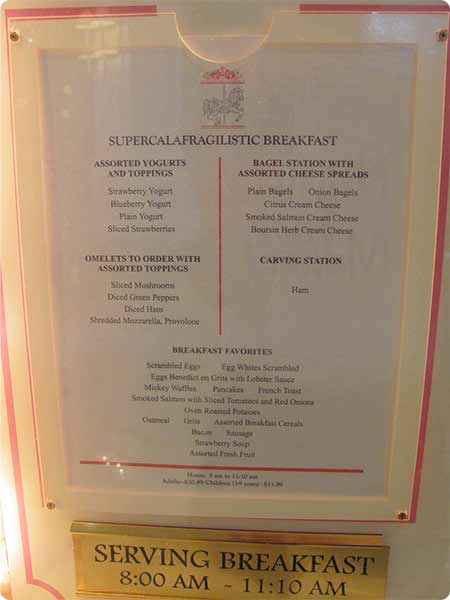 SUPERCALAFRAGILISTIC BREAKFAST
ASSORTED YOGURTS
AND TOPPINGS
Strawberry Yogurt
Blueberry Yogurt
Plain Yogurt
Sliced Strawberries
BAGEL STATION WITH
ASSORTED CHEESE SPREADS
Plain Bagels Onion Bagels
Citrus Cream Cheese
Smoked Salmon Cream Cheese
Boursin Herb Cream Cheese
OMELETS TO ORDER WITH
ASSORTED TOPPINGS
Sliced Mushrooms
Diced Green Peppers
Diced Ham
Shredded Mozzarella, Provolone
CARVING STATION
Ham
BREAKFAST FAVORITES
Scrambled Eggs Egg Whites Scrambled
Eggs Benedict on Grits with Lobster Sauce
Mickey Waffles Pancakes French Toast
Smoked Salmon with Sliced Tomatoes and Red Onions
Oven Roasted Potatoes
Oatmeal Grits Assorted Breakfast Cereals
Bacon Sausage
Strawberry Soup
Assorted Fresh Fruit
Hours: 8 am to 11:10 am
Adults- Children (3-9 years)
SERVING BREAKFAST
8:00 AM - 11:10 AM